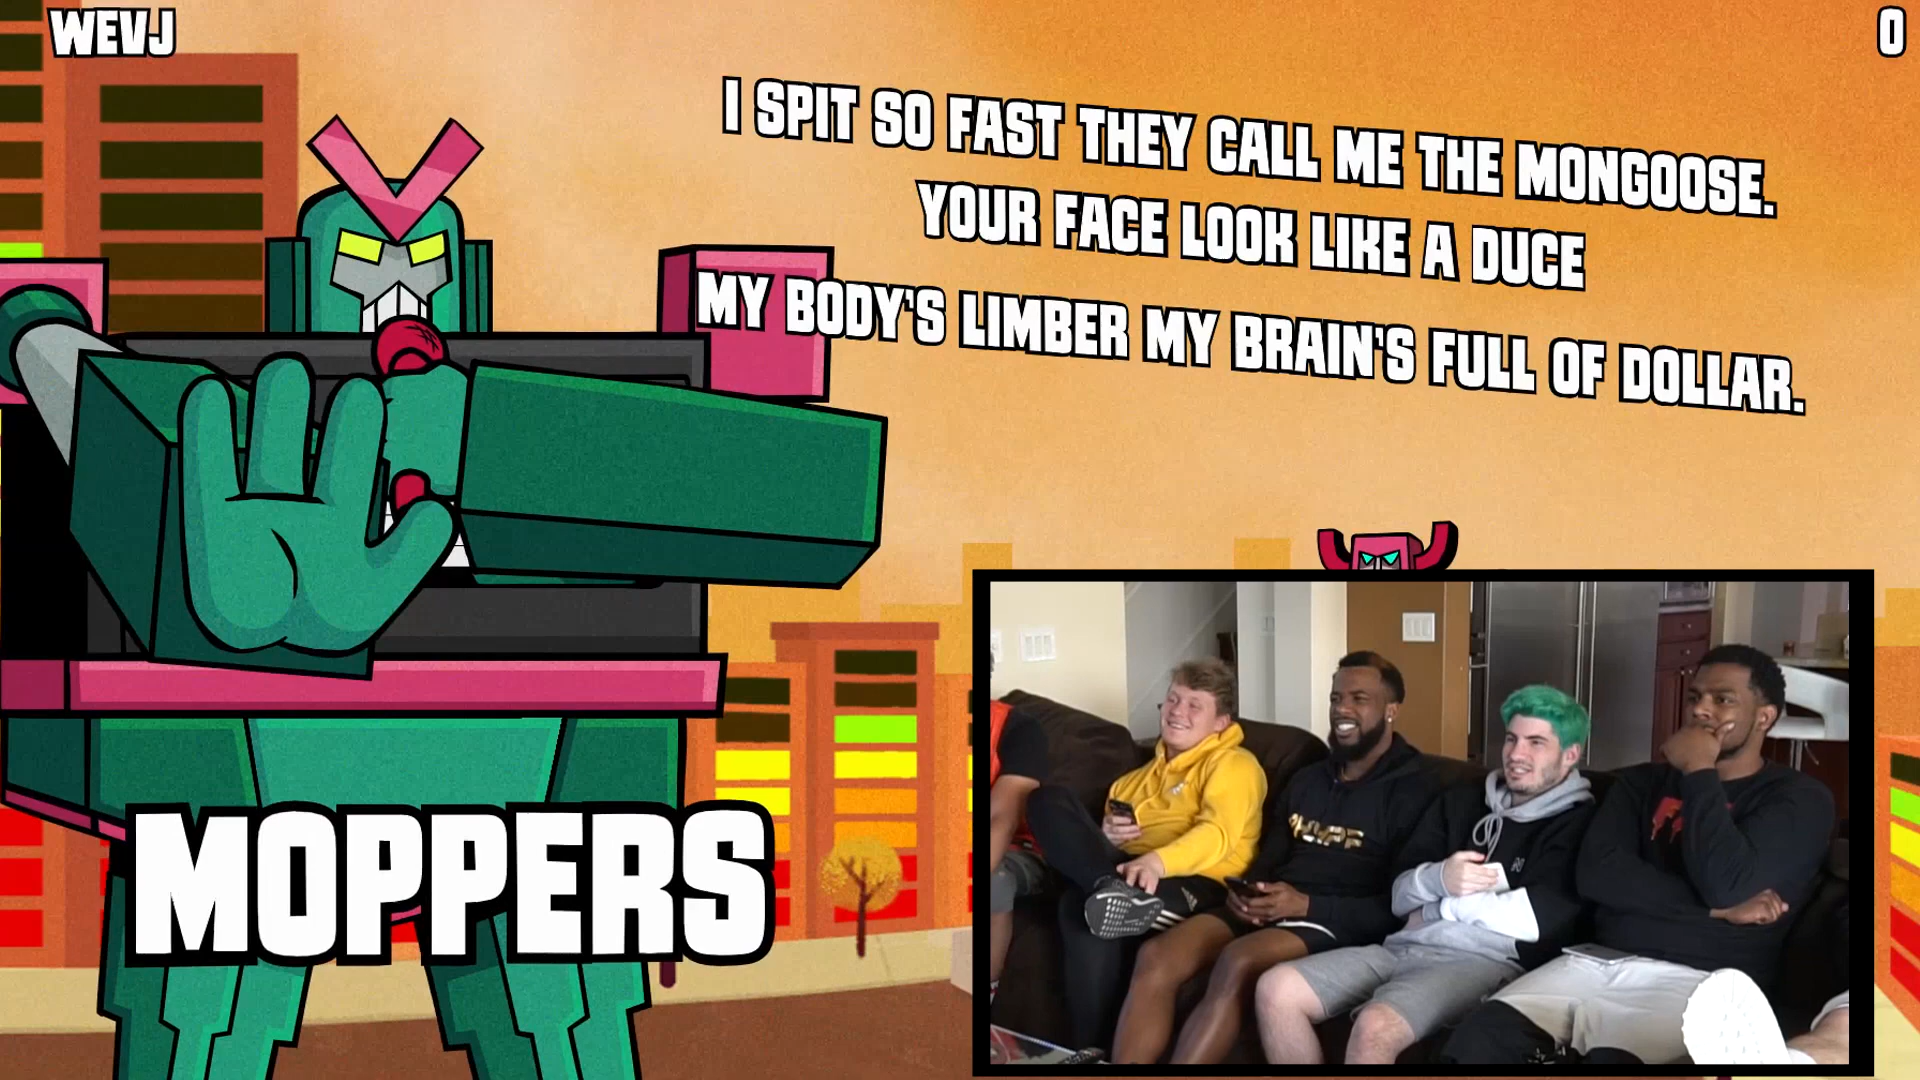 WEVJ
0
I SPIT SO FAST THEY CALL ME THE MONGOOSE.
YOUR FACE LOOK LIKE A DUCE
MY BODY'S LIMBER MY BRAIN'S FULL OF DOLLAR.
MOPPERS